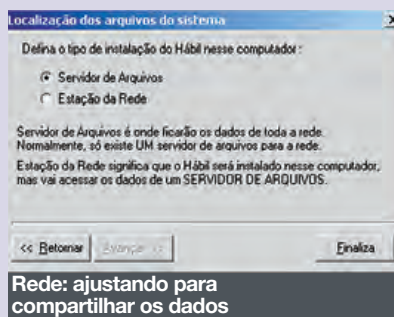 Localização dos arquivos do sistema
Defina o tipo de instalação do Hábil nesse computador :
Servidor de Arquivos
Estação da Rede
Servidor de Arquivos é onde ficarão os dados de toda a rede.
Normalmente, só existe UM servidor de arquivos para a rede.
Estação da Rede significa que o Hábil será instalado nesse computador,
mas vai acessar os dados de um SERVIDOR DE ARQUIVOS.
<< Retornar
Avançar >>
Finaliza
Rede: ajustando para
compartilhar os dados